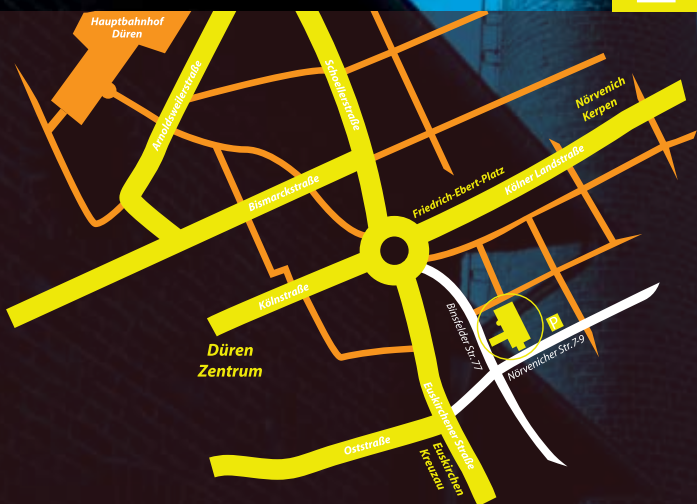 Hauptbahnhof
Düren
Arnoldsweilerstraße
Schoellerstraße
Nörvenich
Kerpen
Bismarckstraße
Friedrich-Ebert-Platz
Kölner Landstraße
Kölnstraße
Düren
Zentrum
Binsfelder Str. 77
P
Nörvenicher Str. 7-9
Euskirchener Straße
Oststraße
Euskirchen
Kreuzau